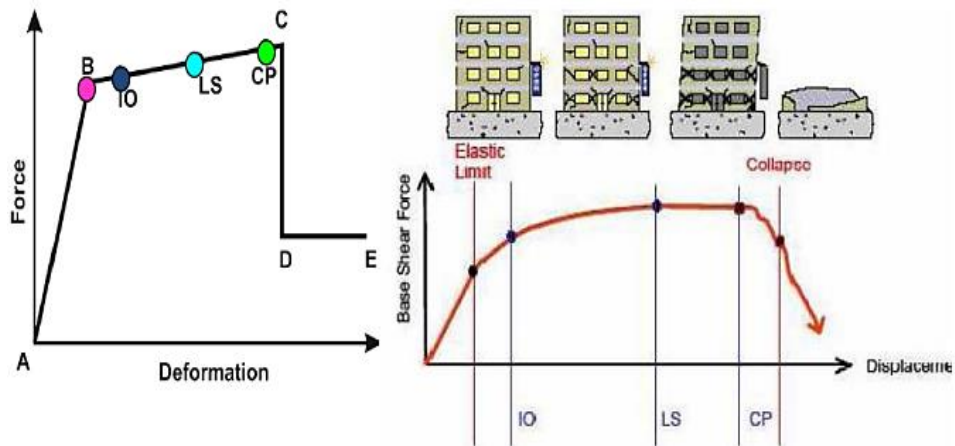 C
B
IO
LS
CP
Force
D
E
A
Deformation
Elastic
Limit
Collapse
Base Shear Force
Displaceme
IO
LS
CP